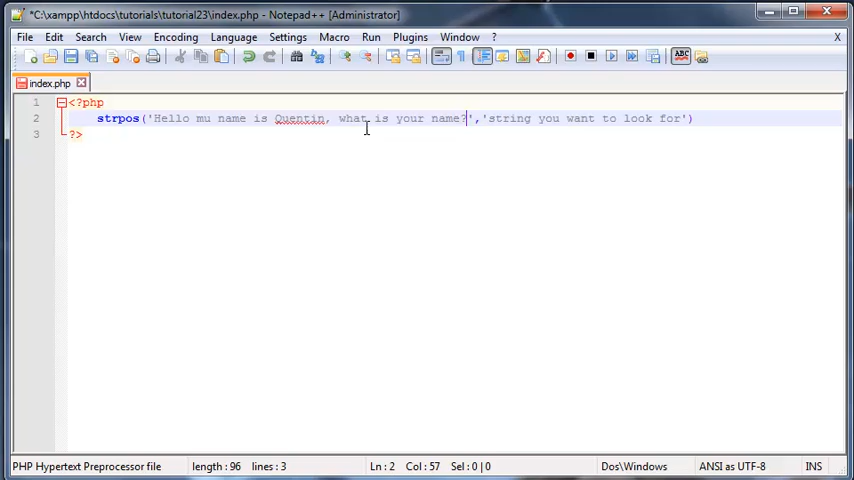 *C:\xampp\htdocs\tutorials\tutorial23\index.php - Notepad++ [Administrator]
File Edit Search View Encoding Language Settings Macro Run Plugins Window ? X
index.php
1 <?php
2 strpos('Hello mu name is Quentin, what is your name?','string you want to look for')
3 ?>
PHP Hypertext Preprocessor file length : 96 lines : 3 Ln : 2 Col : 57 Sel : 0 | 0 Dos\Windows ANSI as UTF-8 INS